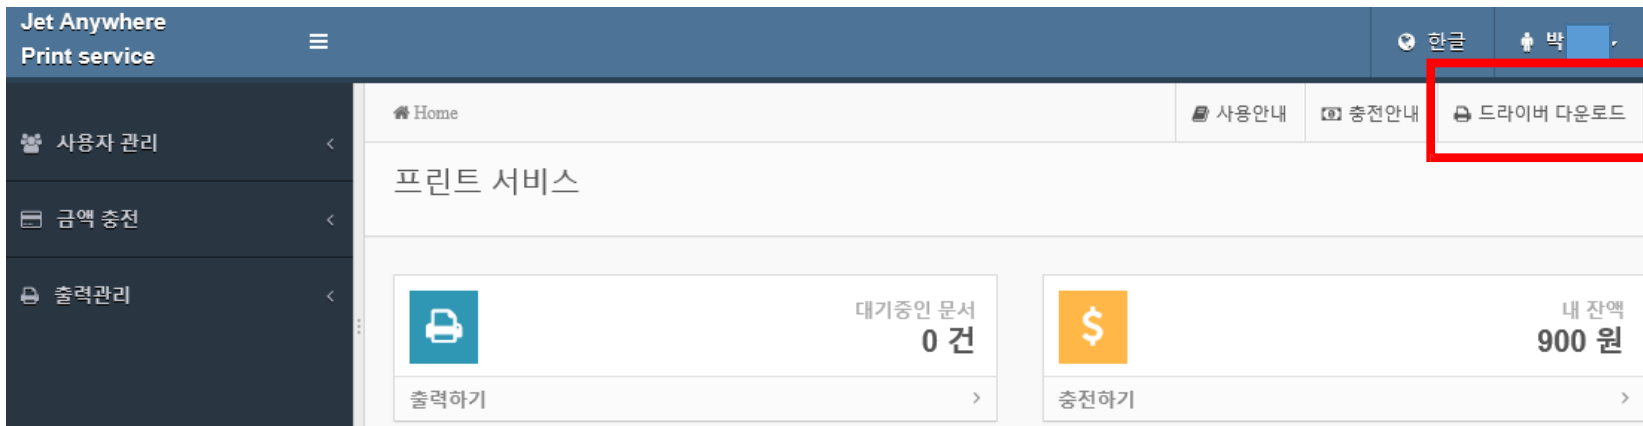 Jet Anywhere
Print service
한글
박
Home
사용안내
충전안내
드라이버 다운로드
사용자 관리
금액 충전
출력관리
프린트 서비스
대기중인 문서
0 건
출력하기
내 잔액
900 원
충전하기